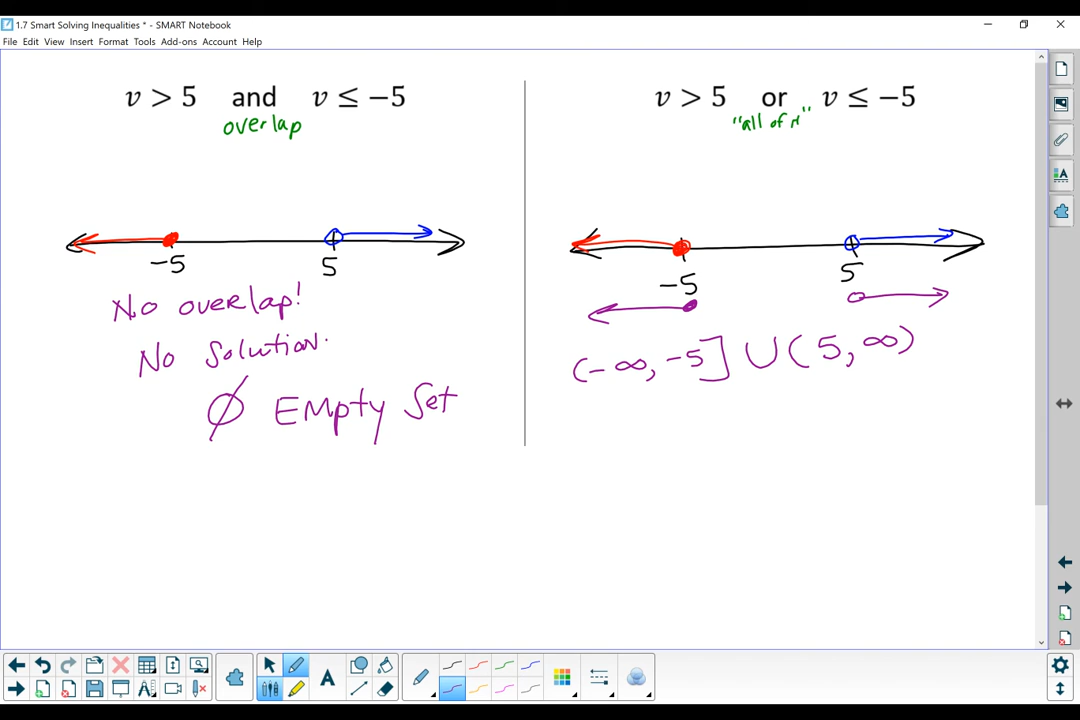 1.7 Smart Solving Inequalities * - SMART Notebook
File Edit View Insert Format Tools Add-ons Account Help
v > 5 and v ≤ −5
overlap
−5 5
No overlap!
No Solution.
∅ Empty Set
v > 5 or v ≤ −5
"all of it"
−5 5
(-∞, -5] ∪ (5, ∞)
A